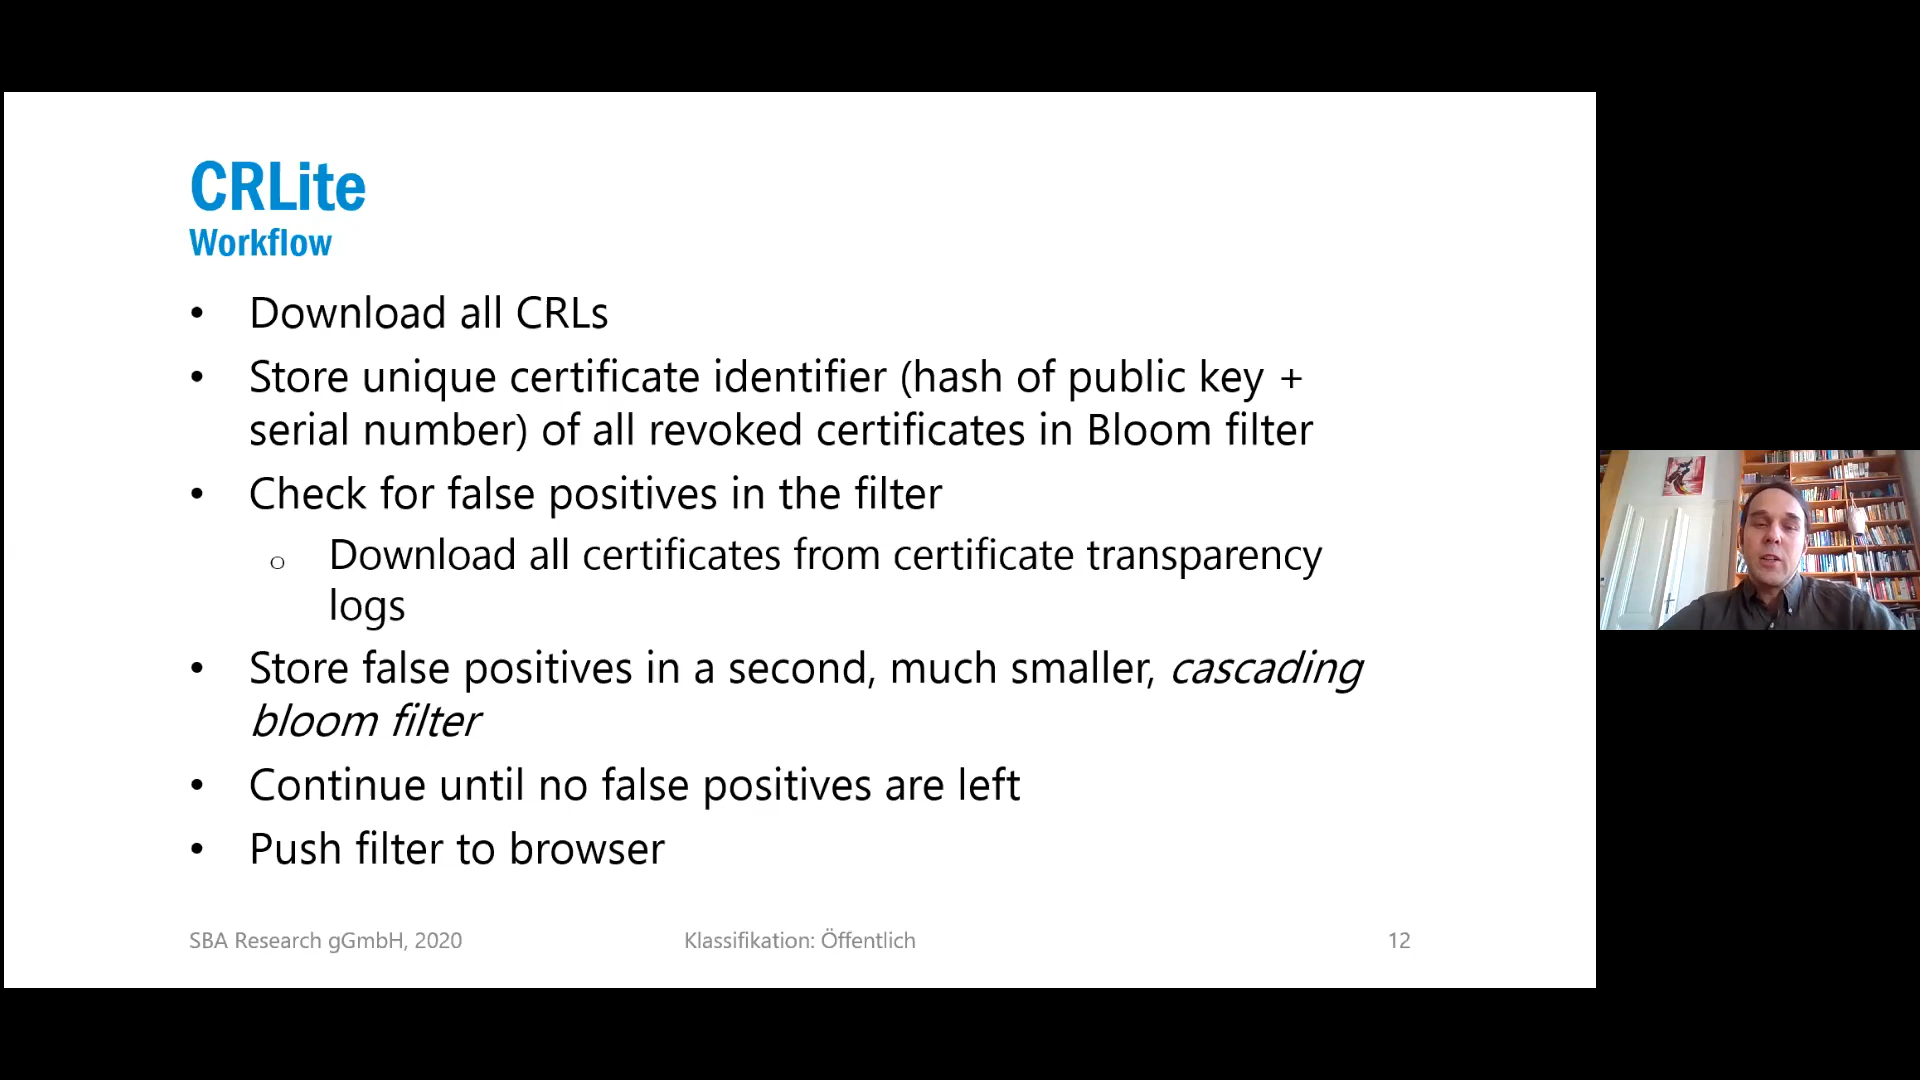 CRLite
Workflow
• Download all CRLs
• Store unique certificate identifier (hash of public key +
serial number) of all revoked certificates in Bloom filter
• Check for false positives in the filter
o Download all certificates from certificate transparency
logs
• Store false positives in a second, much smaller, cascading
bloom filter
• Continue until no false positives are left
• Push filter to browser
SBA Research gGmbH, 2020 Klassifikation: Öffentlich 12